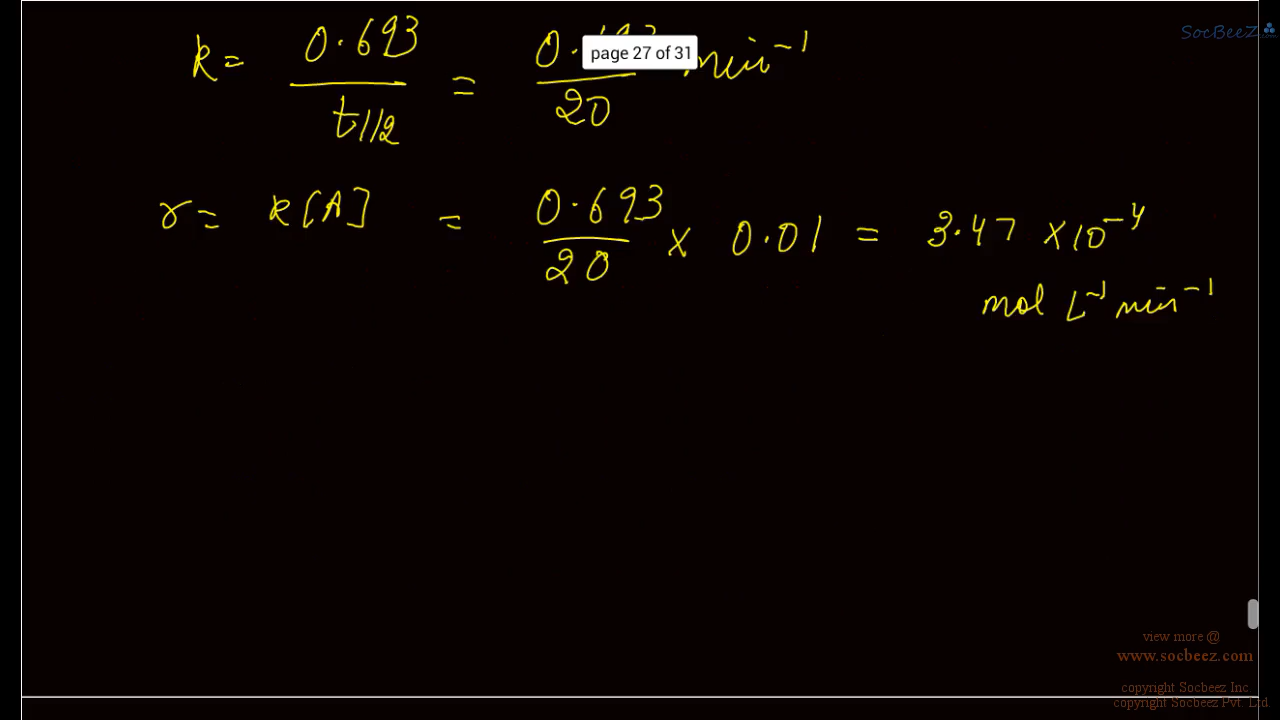 SocBeeZ
k = 0.693 / t1/2 = 0. / 20 min⁻¹
page 27 of 31
r = k[A] = 0.693 / 20 × 0.01 = 3.47 × 10⁻⁴
mol L⁻¹ min⁻¹
view more @
www.socbeez.com
copyright Socbeez Inc
copyright Socbeez Pvt. Ltd.